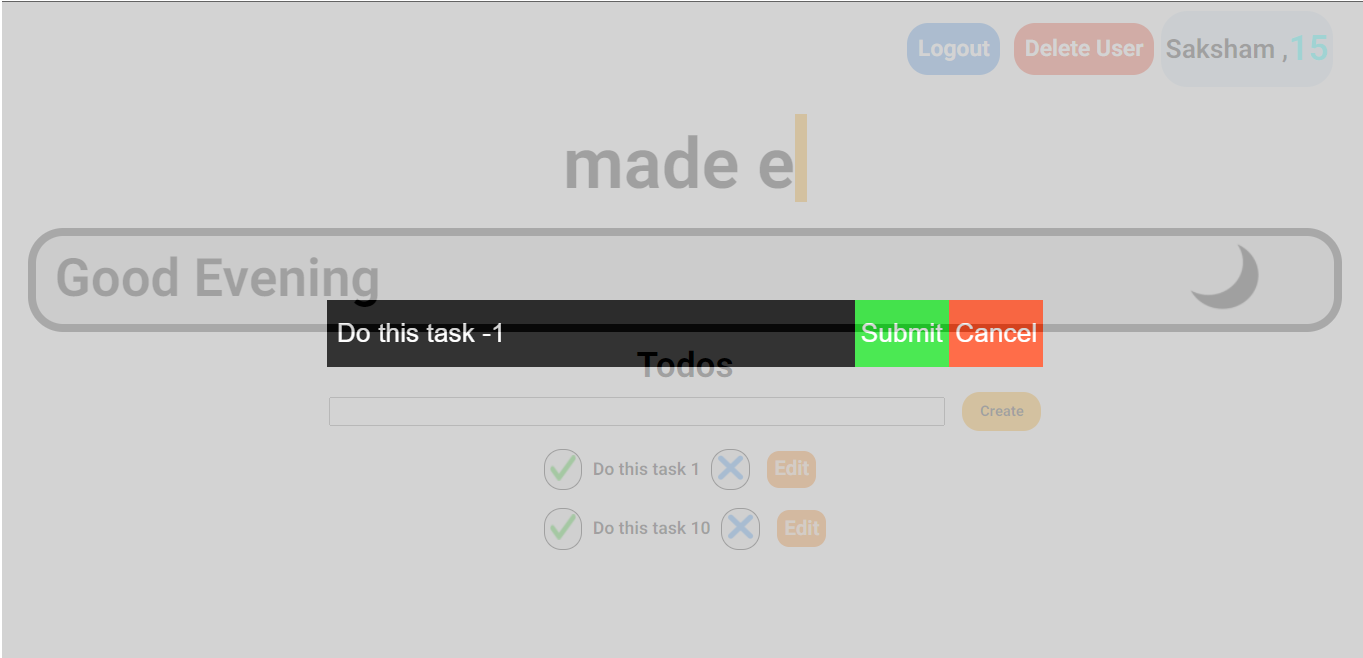 Logout Delete User Saksham ,15
made e
Good Evening
Do this task -1 Submit Cancel
Todos
Create
Do this task 1 Edit
Do this task 10 Edit